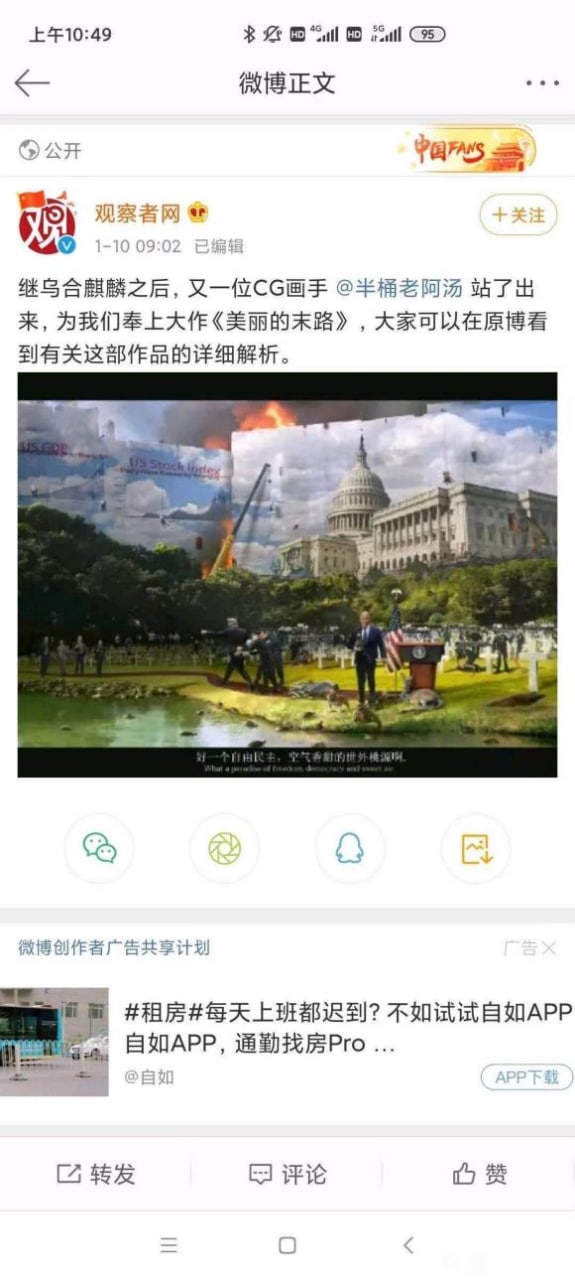 上午10:49
HD 4G HD 5G 95
微博正文
公开
中国FANS
观
观察者网
+关注
1-10 09:02 已编辑
继乌合麒麟之后，又一位CG画手 @半桶老阿汤 站了出
来，为我们奉上大作《美丽的末路》，大家可以在原博看
到有关这部作品的详细解析。
US GDP
US Stock Index
好一个自由民主，空气香甜的世外桃源啊.
What a paradise of freedom, democracy and sweet air
微博创作者广告共享计划
广告
#租房#每天上班都迟到? 不如试试自如APP
自如APP，通勤找房Pro ...
@自如
APP下载
转发
评论
赞